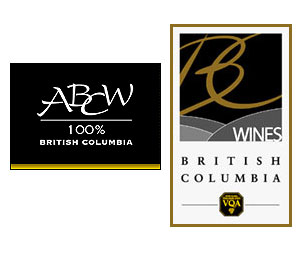 ABCW
100%
BRITISH COLUMBIA
BC
WINES
BRITISH
COLUMBIA
VQA